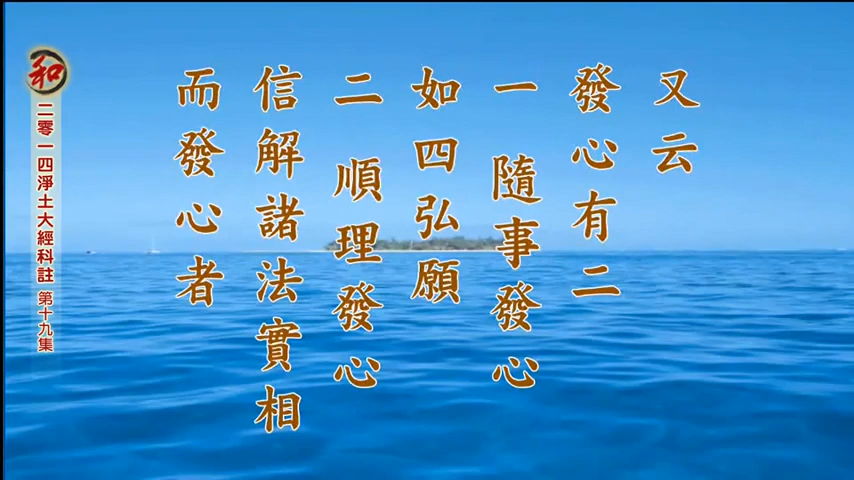 又云
發心有二
一 隨事發心
如四弘願
二 順理發心
信解諸法實相
而發心者
和
二零一四淨土大經科註 第十九集